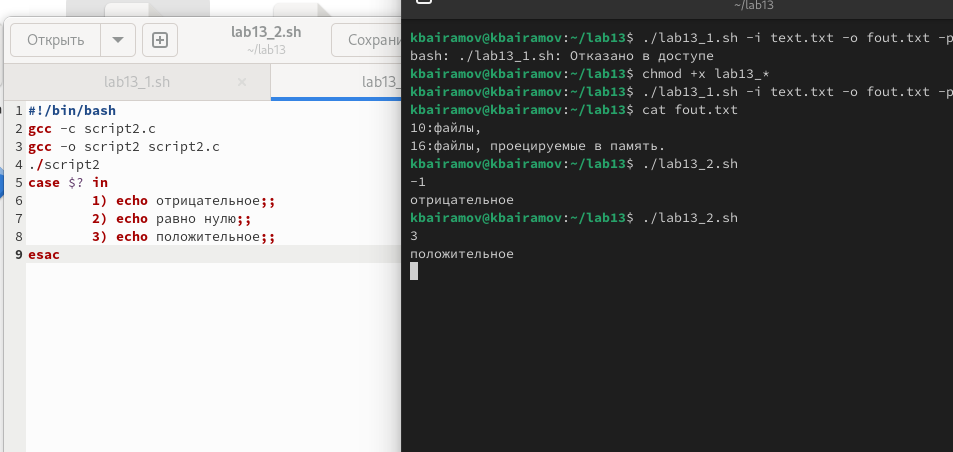 Открыть
lab13_2.sh
~/lab13
Сохрани
lab13_1.sh
lab13_
1 #!/bin/bash
2 gcc -c script2.c
3 gcc -o script2 script2.c
4 ./script2
5 case $? in
6 1) echo отрицательное;;
7 2) echo равно нулю;;
8 3) echo положительное;;
9 esac
~/lab13
kbairamov@kbairamov:~/lab13$ ./lab13_1.sh -i text.txt -o fout.txt -p
bash: ./lab13_1.sh: Отказано в доступе
kbairamov@kbairamov:~/lab13$ chmod +x lab13_*
kbairamov@kbairamov:~/lab13$ ./lab13_1.sh -i text.txt -o fout.txt -p
kbairamov@kbairamov:~/lab13$ cat fout.txt
10:файлы,
16:файлы, проецируемые в память.
kbairamov@kbairamov:~/lab13$ ./lab13_2.sh
-1
отрицательное
kbairamov@kbairamov:~/lab13$ ./lab13_2.sh
3
положительное